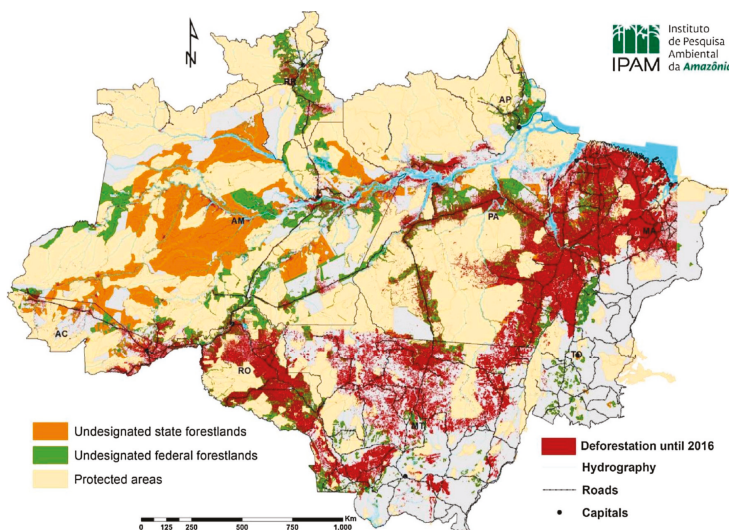 N
Instituto
de Pesquisa
Ambiental
da Amazônia
IPAM
RR
AP
AM
PA
MA
AC
RO
TO
MT
Undesignated state forestlands
Undesignated federal forestlands
Protected areas
Deforestation until 2016
Hydrography
Roads
Capitals
Km
0 125 250 500 750 1.000